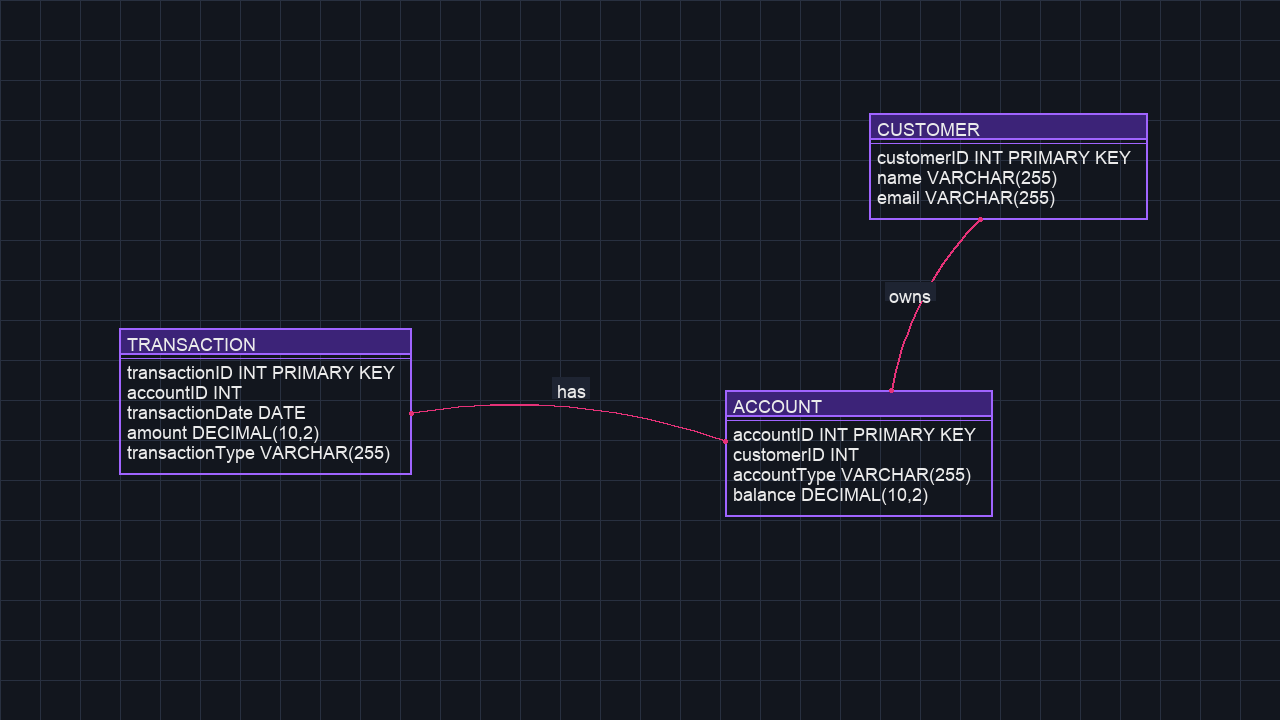 CUSTOMER
customerID INT PRIMARY KEY
name VARCHAR(255)
email VARCHAR(255)
owns
TRANSACTION
transactionID INT PRIMARY KEY
accountID INT
transactionDate DATE
amount DECIMAL(10,2)
transactionType VARCHAR(255)
has
ACCOUNT
accountID INT PRIMARY KEY
customerID INT
accountType VARCHAR(255)
balance DECIMAL(10,2)